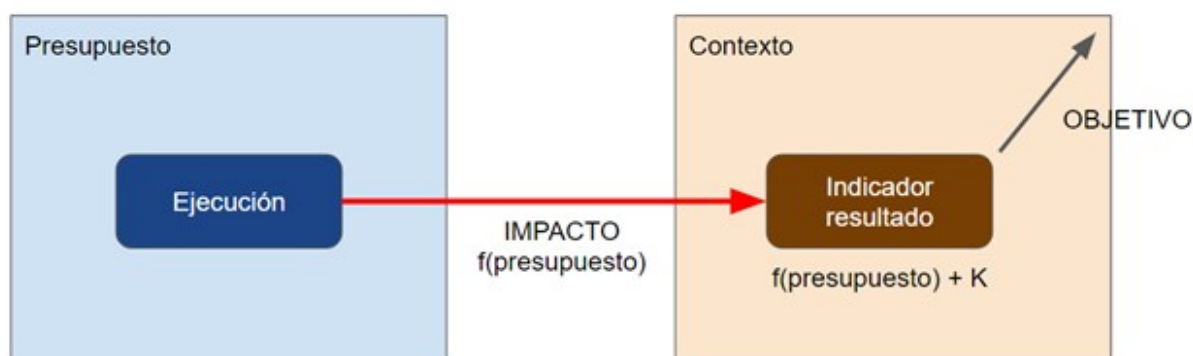 Presupuesto
Contexto
OBJETIVO
Ejecución
Indicador
resultado
IMPACTO
f(presupuesto)
f(presupuesto) + K